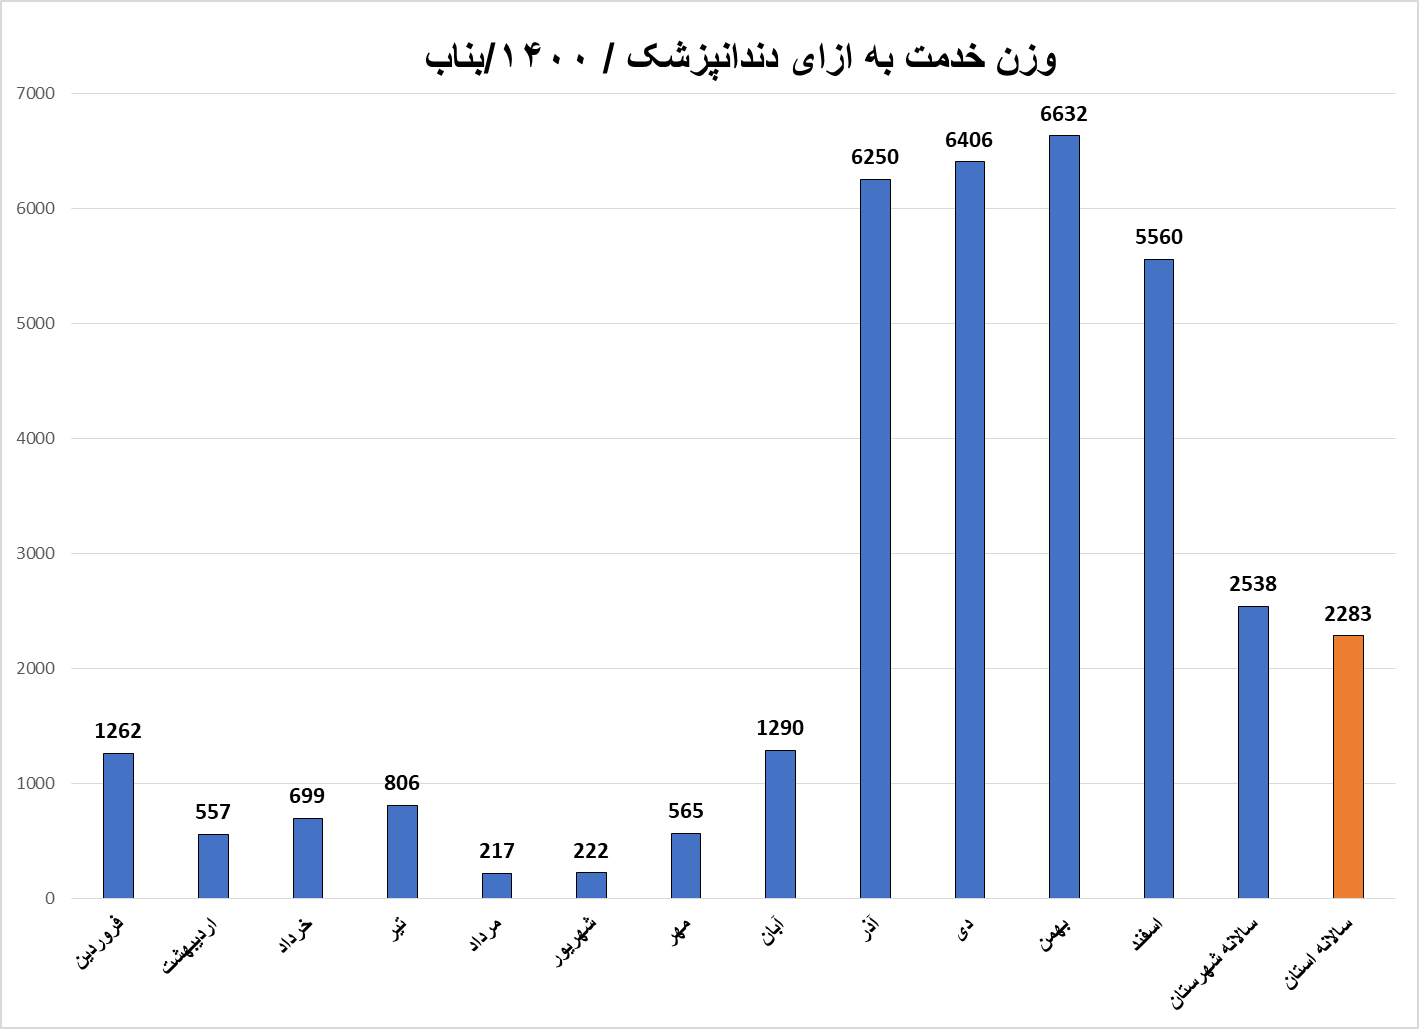 وزن خدمت به ازای دندانپزشک / ۱۴۰۰/بناب
7000
6000
5000
4000
3000
2000
1000
0
1262
557
699
806
217
222
565
1290
6250
6406
6632
5560
2538
2283
فروردین
اردیبهشت
خرداد
تیر
مرداد
شهریور
مهر
آبان
آذر
دی
بهمن
اسفند
سالانه شهرستان
سالانه استان